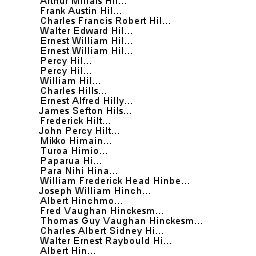 Arthur Millais Hil...
Frank Austin Hil...
Charles Francis Robert Hil...
Walter Edward Hil...
Ernest William Hil...
Ernest William Hil...
Percy Hil...
Percy Hil...
William Hil...
Charles Hills...
Ernest Alfred Hilly...
James Sefton Hils...
Frederick Hilt...
John Percy Hilt...
Mikko Himain...
Turoa Himio...
Paparua Hi...
Para Nihi Hina...
William Frederick Head Hinbe...
Joseph William Hinch...
Albert Hinchmo...
Fred Vaughan Hinckesm...
Thomas Guy Vaughan Hinckesm...
Charles Albert Sidney Hi...
Walter Ernest Raybould Hi...
Albert Hin...